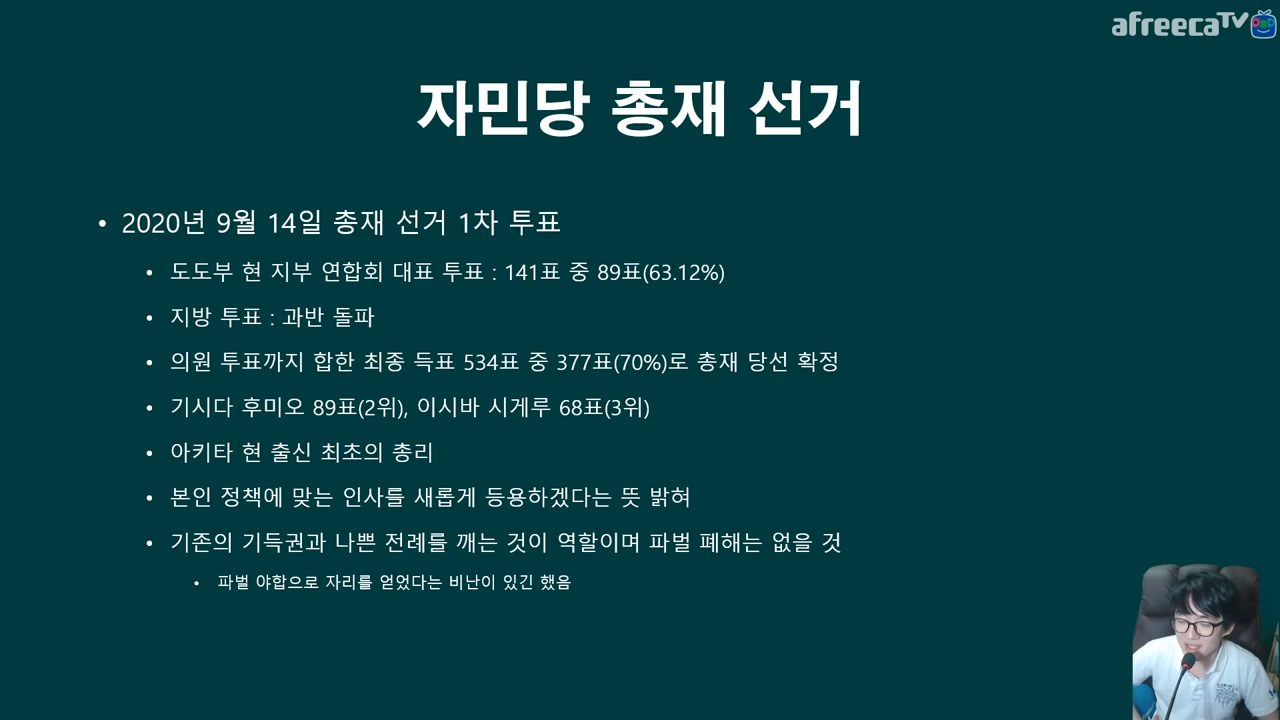 afreecaTV
자민당 총재 선거
• 2020년 9월 14일 총재 선거 1차 투표
• 도도부 현 지부 연합회 대표 투표 : 141표 중 89표(63.12%)
• 지방 투표 : 과반 돌파
• 의원 투표까지 합한 최종 득표 534표 중 377표(70%)로 총재 당선 확정
• 기시다 후미오 89표(2위), 이시바 시게루 68표(3위)
• 아키타 현 출신 최초의 총리
• 본인 정책에 맞는 인사를 새롭게 등용하겠다는 뜻 밝혀
• 기존의 기득권과 나쁜 전례를 깨는 것이 역할이며 파벌 폐해는 없을 것
• 파벌 야합으로 자리를 얻었다는 비난이 있긴 했음